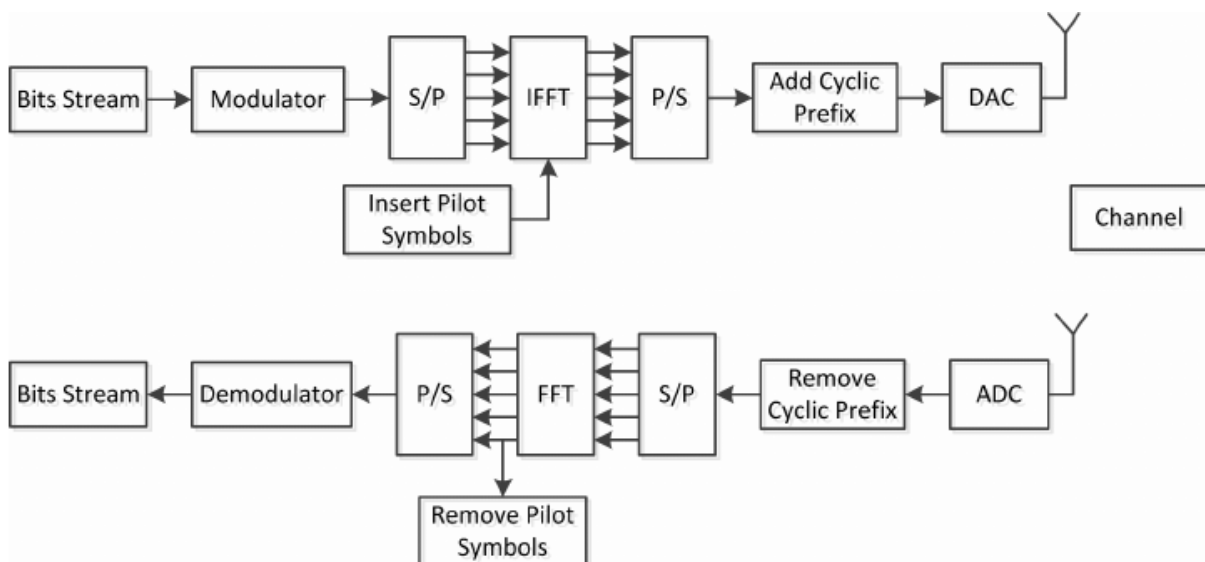 Bits Stream
Modulator
S/P
IFFT
P/S
Add Cyclic
Prefix
DAC
Insert Pilot
Symbols
Channel
Bits Stream
Demodulator
P/S
FFT
S/P
Remove
Cyclic Prefix
ADC
Remove Pilot
Symbols